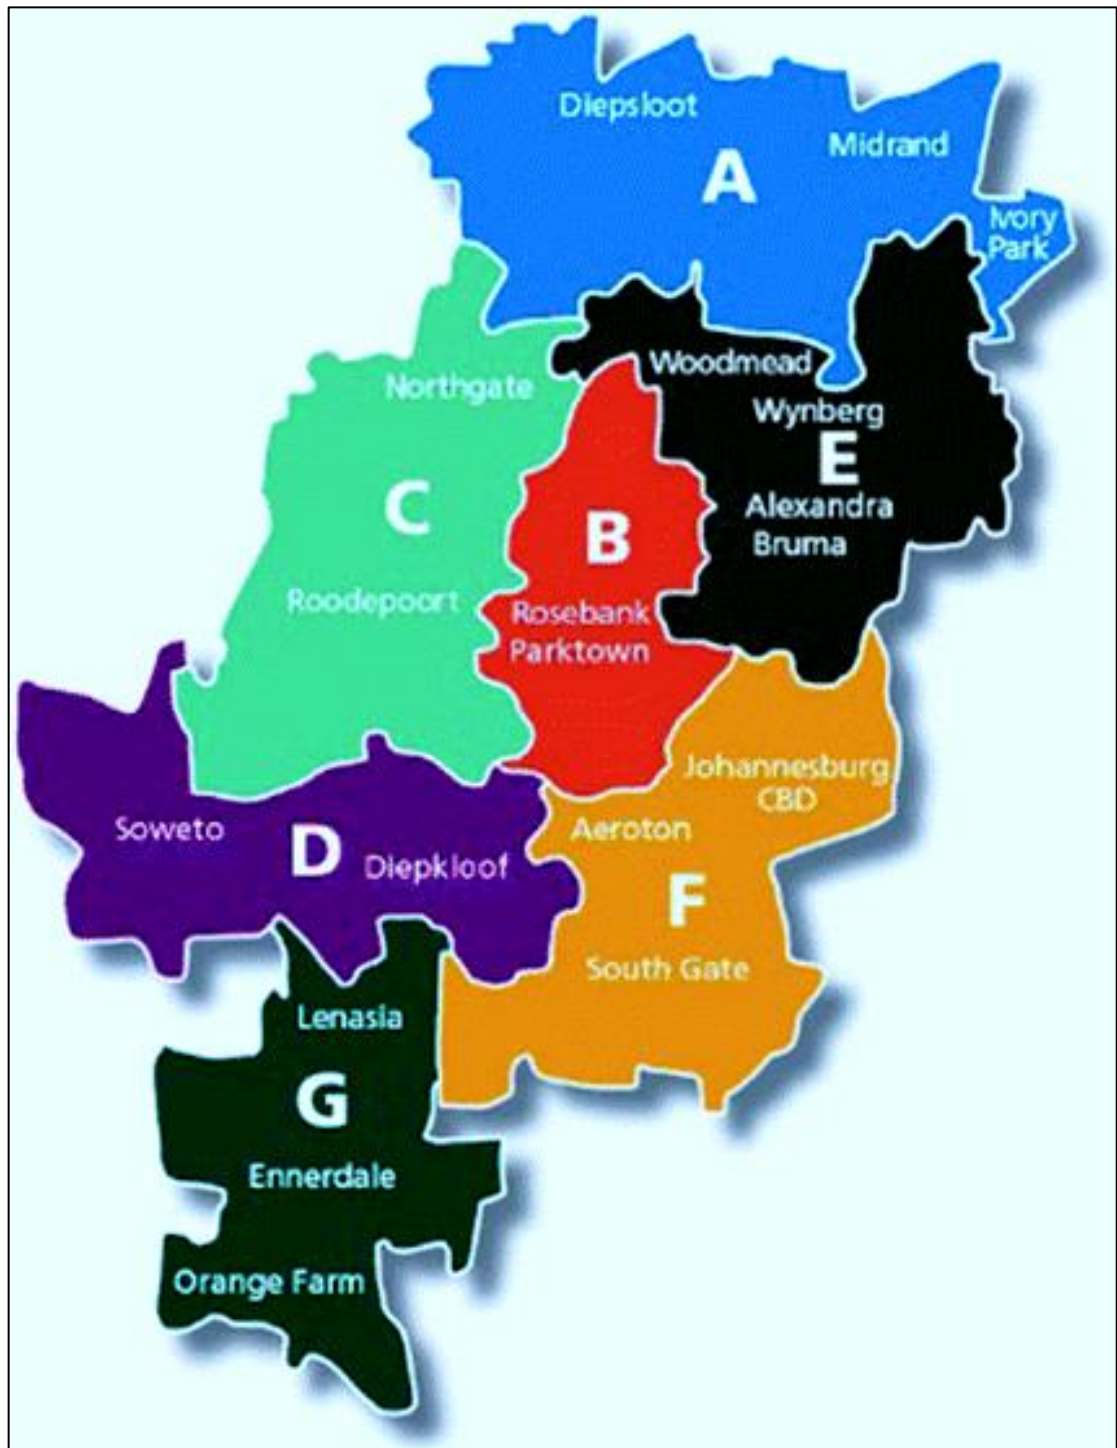 Diepsloot
Midrand
A
Ivory
Park
Woodmead
Northgate
Wynberg
E
C
Alexandra
B
Bruma
Roodepoort
Rosebank
Parktown
Johannesburg
CBD
Soweto
Aeroton
D
Diepkloof
F
South Gate
Lenasia
G
Ennerdale
Orange Farm